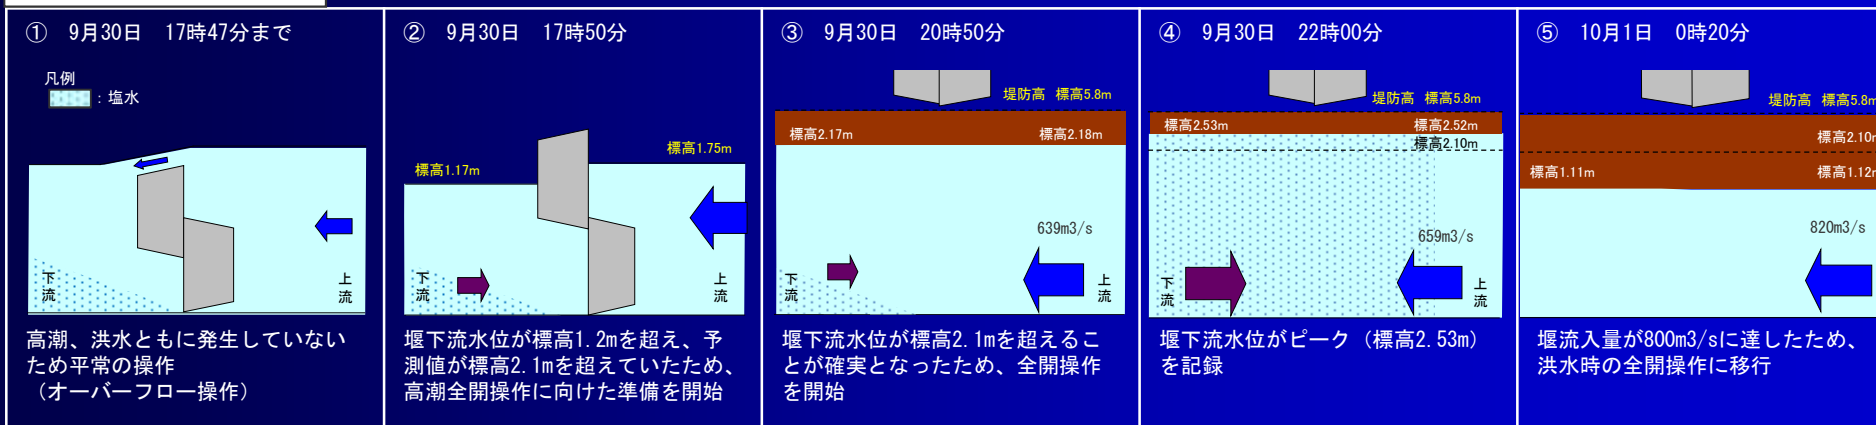 ① 9月30日 17時47分まで
凡例
：塩水
下流
上流
高潮、洪水ともに発生していない
ため平常の操作
（オーバーフロー操作）
② 9月30日 17時50分
標高1.17m
標高1.75m
下流
上流
堰下流水位が標高1.2mを超え、予
測値が標高2.1mを超えていたため、
高潮全開操作に向けた準備を開始
③ 9月30日 20時50分
堤防高 標高5.8m
標高2.17m
標高2.18m
639m3/s
下流
上流
堰下流水位が標高2.1mを超えるこ
とが確実となったため、全開操作
を開始
④ 9月30日 22時00分
堤防高 標高5.8m
標高2.53m
標高2.52m
標高2.10m
659m3/s
下流
上流
堰下流水位がピーク（標高2.53m）
を記録
⑤ 10月1日 0時20分
堤防高 標高5.8m
標高2.10m
標高1.11m
標高1.12m
820m3/s
堰流入量が800m3/sに達したため、
洪水時の全開操作に移行